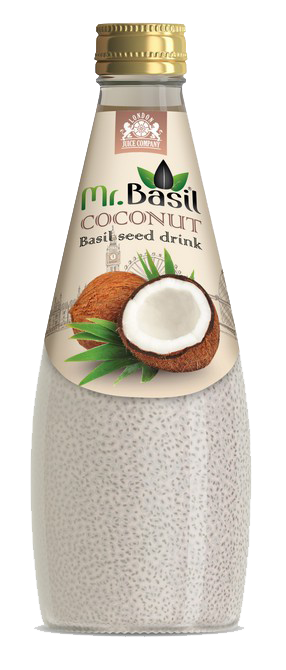 LONDON
JUICE COMPANY
Mr.Basil
COCONUT
Basil seed drink